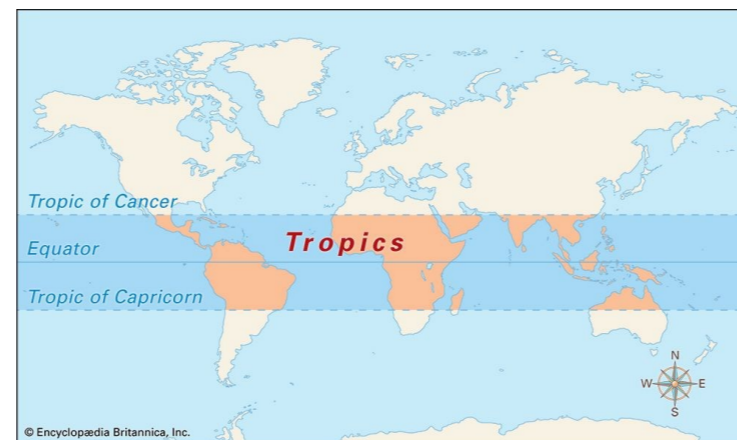 Tropic of Cancer
Tropics
Equator
Tropic of Capricorn
N
W E
S
© Encyclopædia Britannica, Inc.